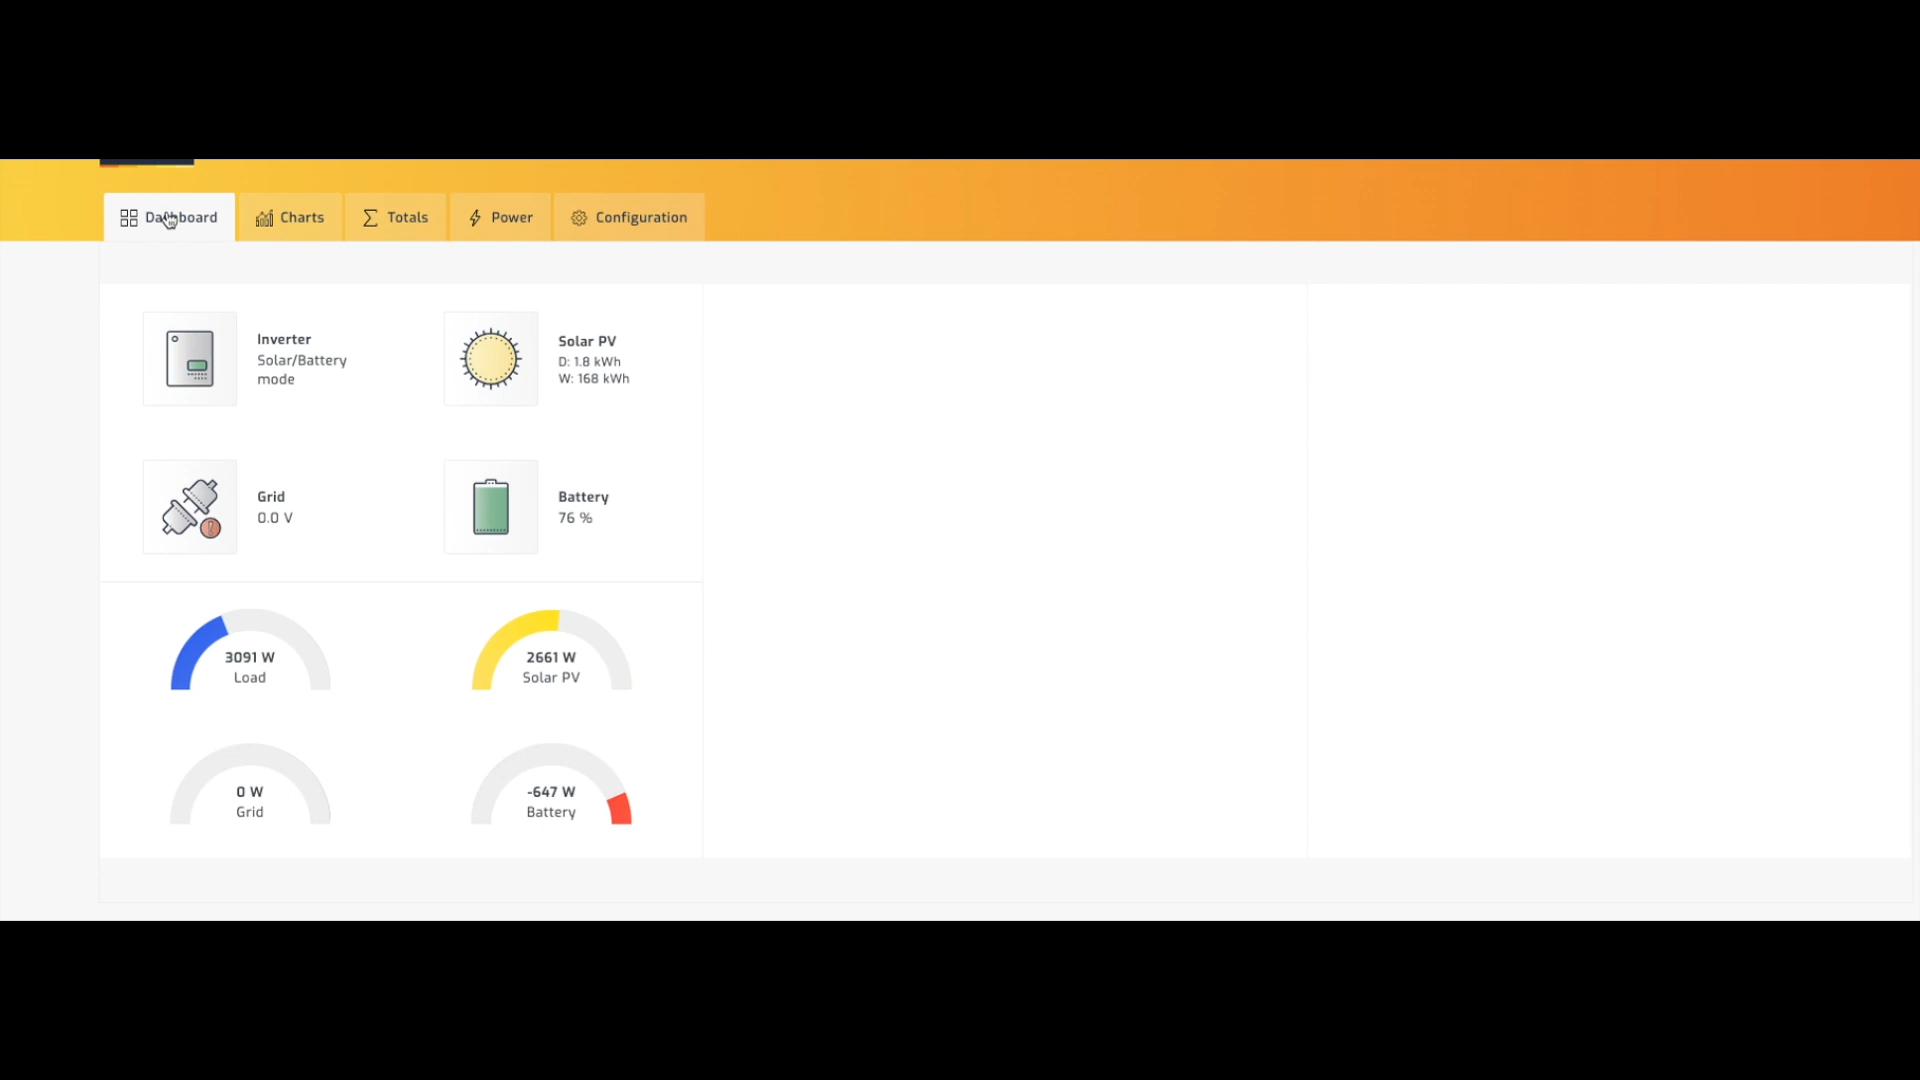 Dashboard
Charts
Totals
Power
Configuration
Inverter
Solar/Battery
mode
Solar PV
D: 1.8 kWh
W: 168 kWh
Grid
0.0 V
Battery
76 %
3091 W
Load
2661 W
Solar PV
0 W
Grid
-647 W
Battery